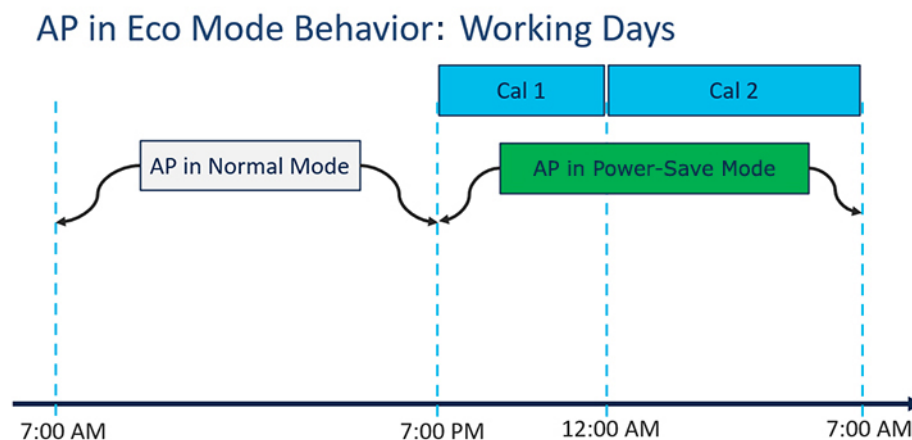 AP in Eco Mode Behavior: Working Days
Cal 1
Cal 2
AP in Normal Mode
AP in Power-Save Mode
7:00 AM
7:00 PM
12:00 AM
7:00 AM